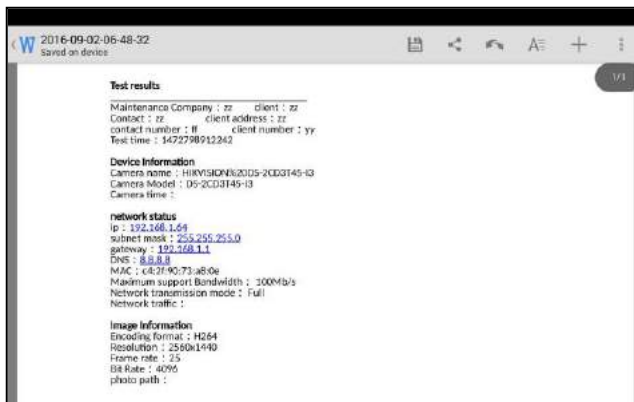 2016-09-02-06-48-32
Saved on device
1/1
Test results
Maintenance Company : zz client : zz
Contact : zz client address : zz
contact number : ff client number : yy
Test time : 1472798912242
Device Information
Camera name : HIKVISION%20DS-2CD3T45-I3
Camera Model : DS-2CD3T45-I3
Camera time :
network status
ip : 192.168.1.64
subnet mask : 255.255.255.0
gateway : 192.168.1.1
DNS : 8.8.8.8
MAC : c4:2f:90:73:a8:0e
Maximum support Bandwidth : 100Mb/s
Network transmission mode : Full
Network traffic :
Image Information
Encoding format : H264
Resolution : 2560x1440
Frame rate : 25
Bit Rate : 4096
photo path :